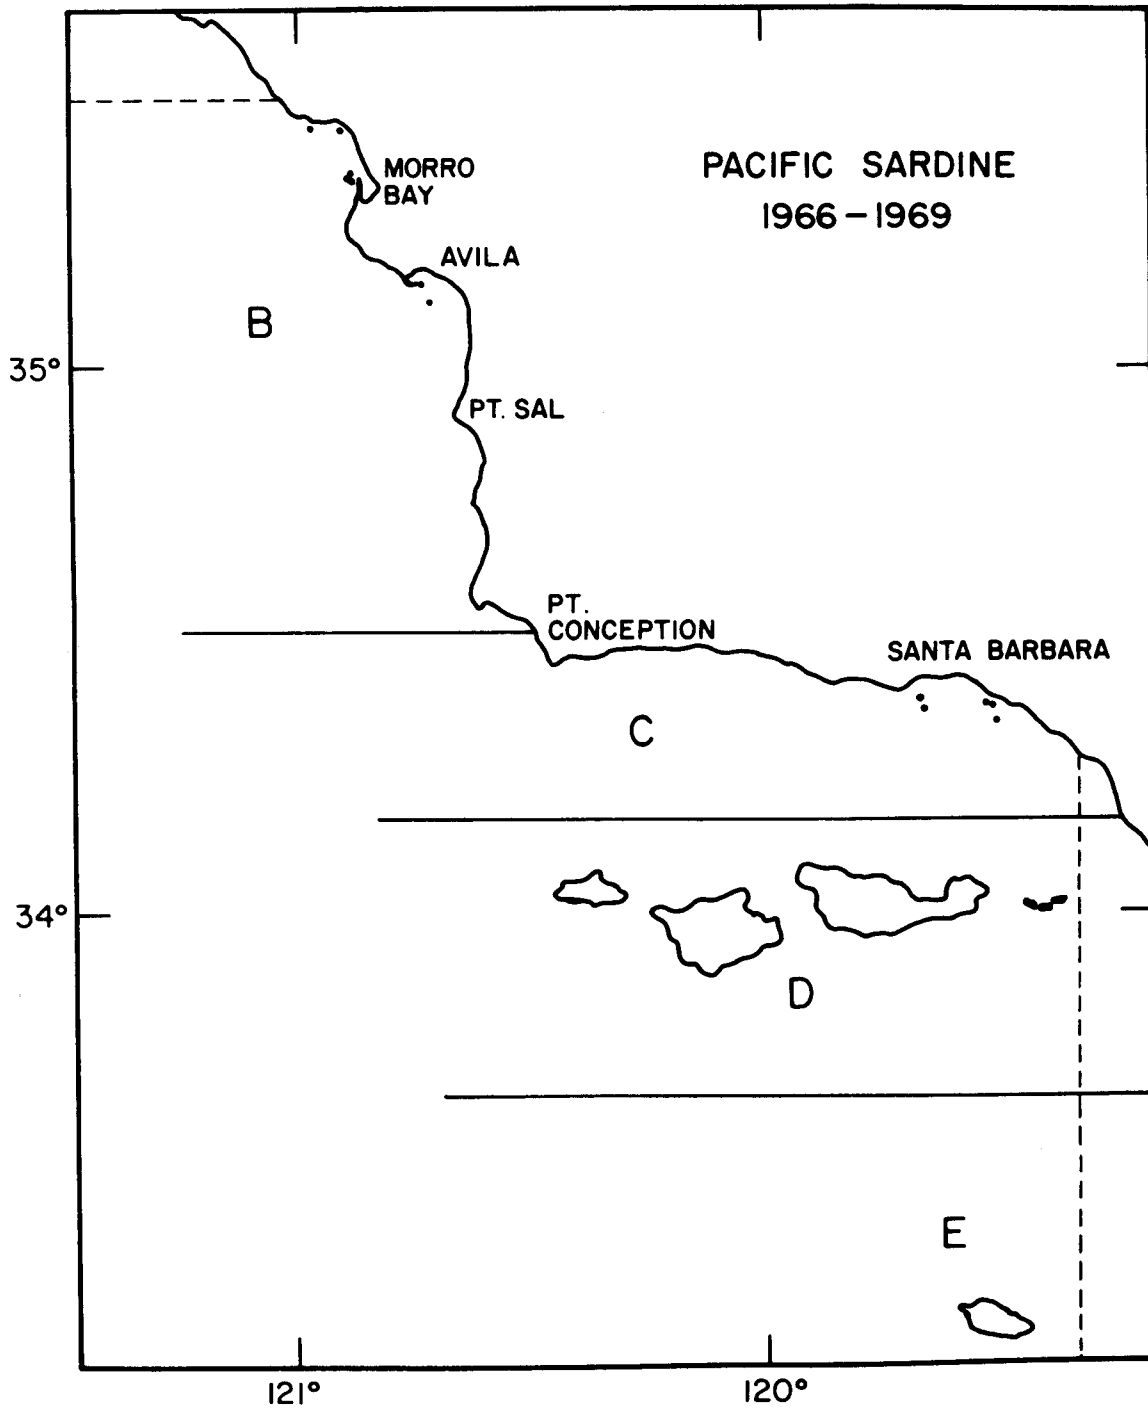 PACIFIC SARDINE
1966-1969
MORRO
BAY
AVILA
B
35°
PT. SAL
PT.
CONCEPTION
SANTA BARBARA
C
34°
D
E
121°
120°